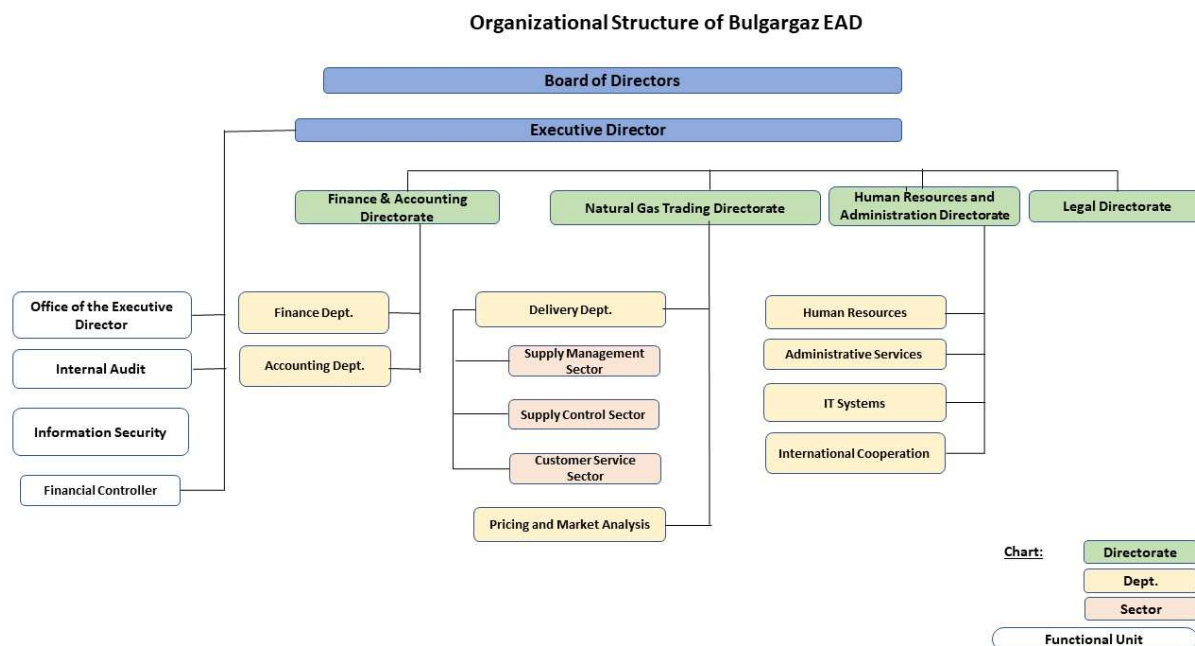 Organizational Structure of Bulgargaz EAD
Board of Directors
Executive Director
Finance & Accounting
Directorate
Natural Gas Trading Directorate
Human Resources and
Administration Directorate
Legal Directorate
Office of the Executive
Director
Internal Audit
Information Security
Financial Controller
Finance Dept.
Accounting Dept.
Delivery Dept.
Supply Management
Sector
Supply Control Sector
Customer Service
Sector
Pricing and Market Analysis
Human Resources
Administrative Services
IT Systems
International Cooperation
Chart:
Directorate
Dept.
Sector
Functional Unit